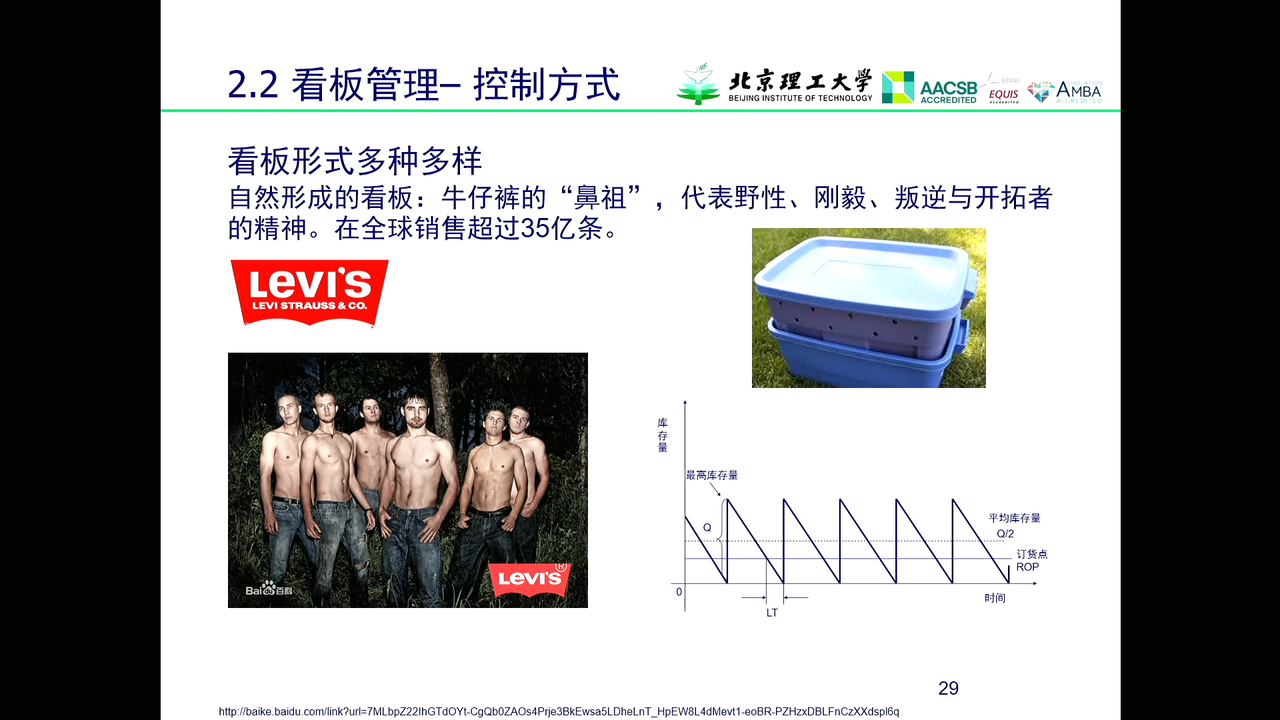 2.2 看板管理– 控制方式
北京理工大学
BEIJING INSTITUTE OF TECHNOLOGY
AACSB
ACCREDITED
EFMD
EQUIS
ACCREDITED
ASSOCIATION
AMBA
ACCREDITED
看板形式多种多样
自然形成的看板：牛仔裤的“鼻祖”，代表野性、刚毅、叛逆与开拓者
的精神。在全球销售超过35亿条。
LEVI'S
LEVI STRAUSS & CO.
LEVI'S
®
Bai百科
库存量
最高库存量
Q
平均库存量
Q/2
订货点
ROP
0
时间
LT
29
http://baike.baidu.com/link?url=7MLbpZ22IhGTdOYt-CgQb0ZAOs4Prje3BkEwsa5LDheLnT_HpEW8L4dMevt1-eoBR-PZHzxDBLFnCzXXdspl6q